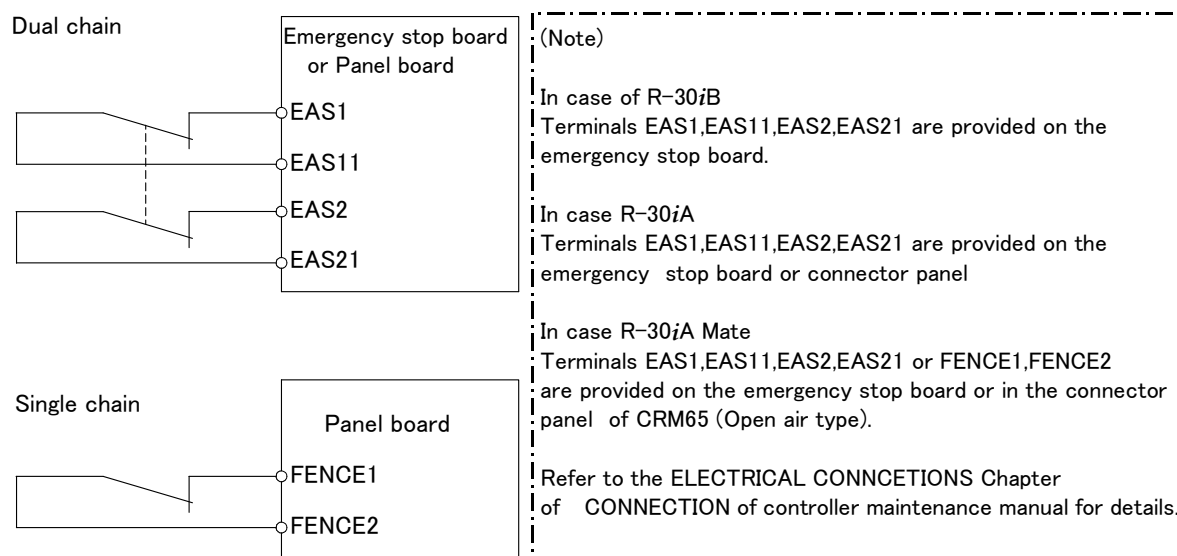 Dual chain
Emergency stop board
or Panel board
EAS1
EAS11
EAS2
EAS21
Single chain
Panel board
FENCE1
FENCE2
(Note)
In case of R-30iB
Terminals EAS1,EAS11,EAS2,EAS21 are provided on the
emergency stop board.
In case R-30iA
Terminals EAS1,EAS11,EAS2,EAS21 are provided on the
emergency stop board or connector panel
In case R-30iA Mate
Terminals EAS1,EAS11,EAS2,EAS21 or FENCE1,FENCE2
are provided on the emergency stop board or in the connector
panel of CRM65 (Open air type).
Refer to the ELECTRICAL CONNCETIONS Chapter
of CONNECTION of controller maintenance manual for details.